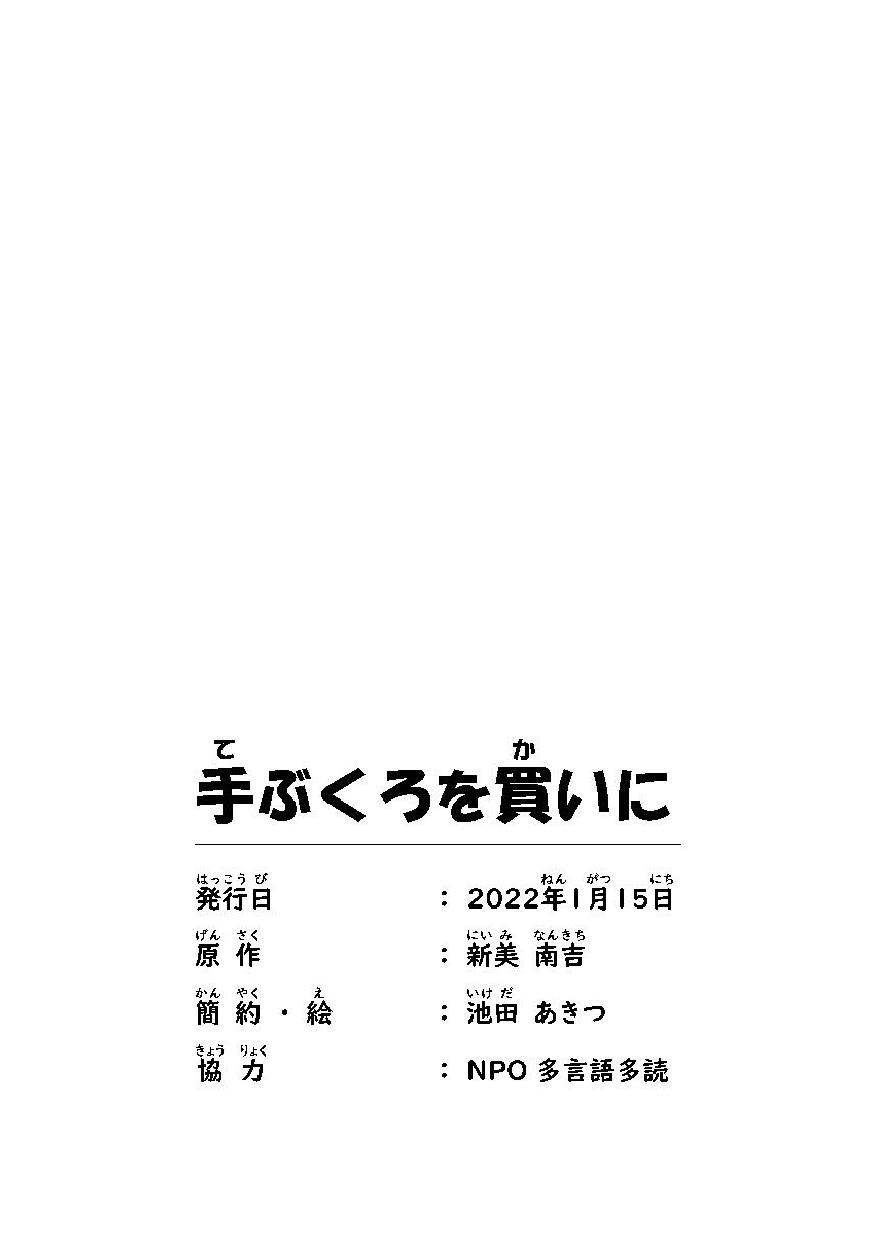 て か
手ぶくろを買いに
はっこう び ねん がつ にち
発行日 : 2022年1月15日
げん さく にい み なんきち
原 作 : 新美 南吉
かん やく え いけ だ
簡 約 ・ 絵 : 池田 あきつ
きょう りょく
協 力 : NPO 多言語多読